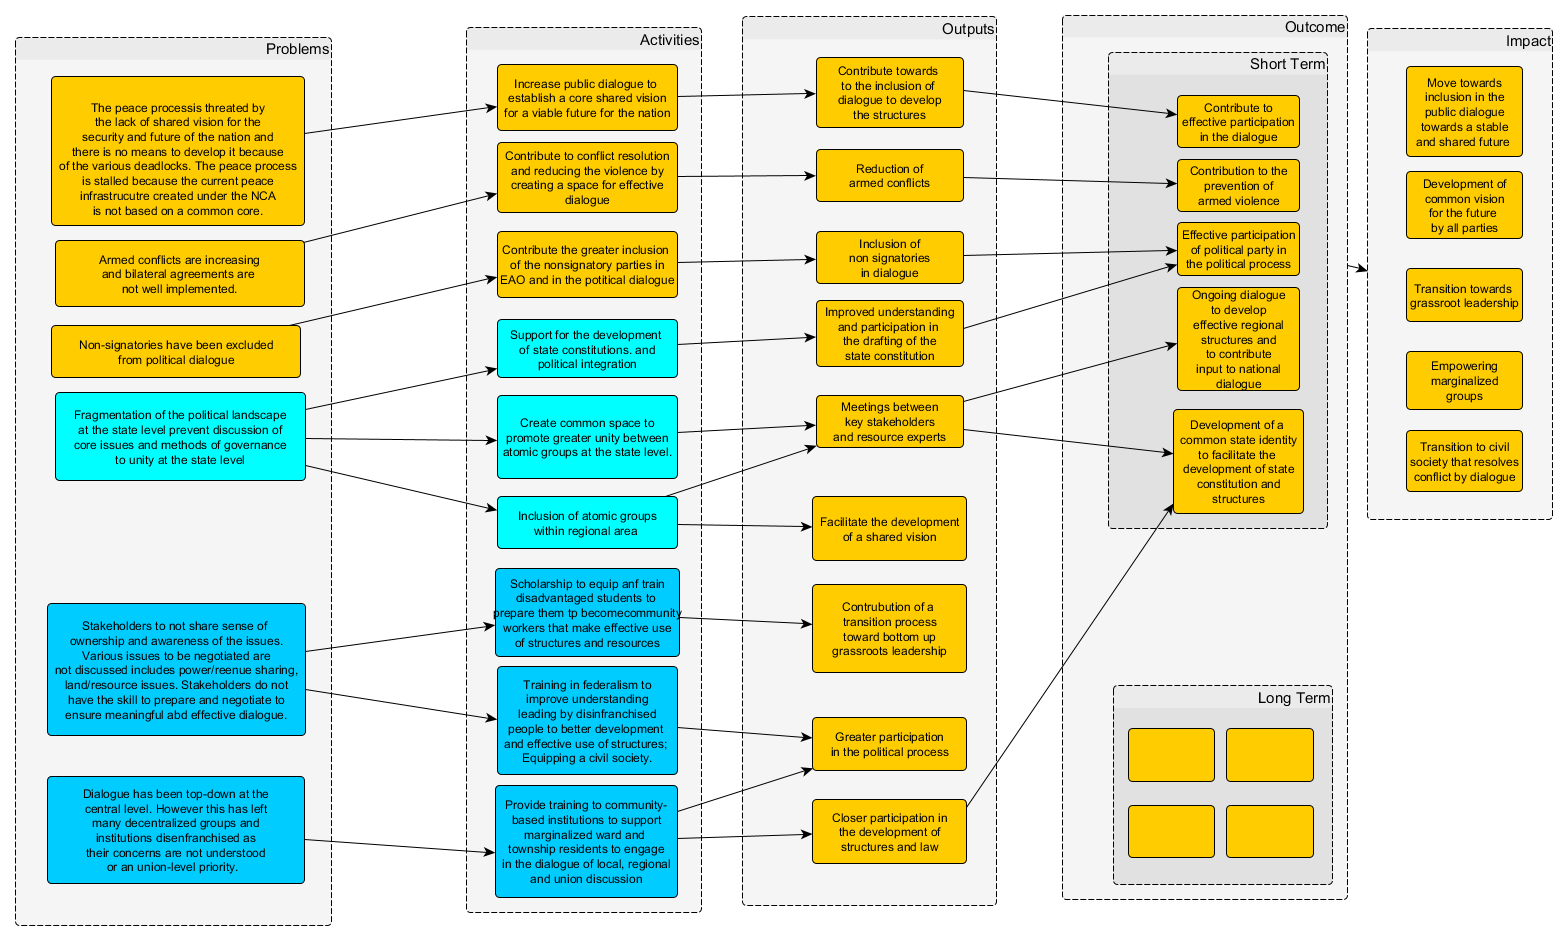 Problems
The peace processis threated by
the lack of shared vision for the
security and future of the nation and
there is no means to develop it because
of the various deadlocks. The peace process
is stalled because the current peace
infrastrucutre created under the NCA
is not based on a common core.
Armed conflicts are increasing
and bilateral agreements are
not well implemented.
Non-signatories have been excluded
from political dialogue
Fragmentation of the political landscape
at the state level prevent discussion of
core issues and methods of governance
to unity at the state level
Stakeholders to not share sense of
ownership and awareness of the issues.
Various issues to be negotiated are
not discussed includes power/reenue sharing,
land/resource issues. Stakeholders do not
have the skill to prepare and negotiate to
ensure meaningful abd effective dialogue.
Dialogue has been top-down at the
central level. However this has left
many decentralized groups and
institutions disenfranchised as
their concerns are not understood
or an union-level priority.
Activities
Increase public dialogue to
establish a core shared vision
for a viable future for the nation
Contribute to conflict resolution
and reducing the violence by
creating a space for effective
dialogue
Contribute the greater inclusion
of the nonsignatory parties in
EAO and in the potitical dialogue
Support for the development
of state constitutions. and
political integration
Create common space to
promote greater unity between
atomic groups at the state level.
Inclusion of atomic groups
within regional area
Scholarship to equip anf train
disadvantaged students to
prepare them tp becomecommunity
workers that make effective use
of structures and resources
Training in federalism to
improve understanding
leading by disinfranchised
people to better development
and effective use of structures;
Equipping a civil society.
Provide training to community-
based institutions to support
marginalized ward and
township residents to engage
in the dialogue of local, regional
and union discussion
Outputs
Contribute towards
to the inclusion of
dialogue to develop
the structures
Reduction of
armed conflicts
Inclusion of
non signatories
in dialogue
Improved understanding
and participation in
the drafting of the
state constitution
Meetings between
key stakeholders
and resource experts
Facilitate the development
of a shared vision
Contrubution of a
transition process
toward bottom up
grassroots leadership
Greater participation
in the political process
Closer participation in
the development of
structures and law
Outcome
Short Term
Contribute to
effective participation
in the dialogue
Contribution to the
prevention of
armed violence
Effective participation
of political party in
the political process
Ongoing dialogue
to develop
effective regional
structures and
to contribute
input to national
dialogue
Development of a
common state identity
to facilitate the
development of state
constitution and
structures
Long Term
Impact
Move towards
inclusion in the
public dialogue
towards a stable
and shared future
Development of
common vision
for the future
by all parties
Transition towards
grassroot leadership
Empowering
marginalized
groups
Transition to civil
society that resolves
conflict by dialogue